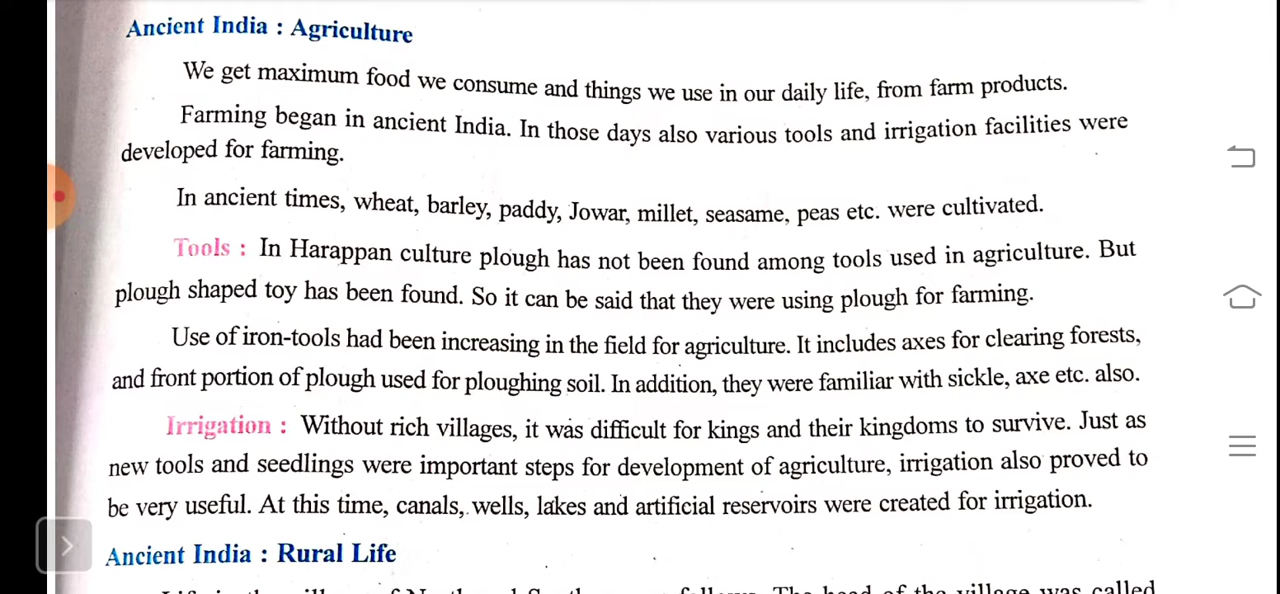 Ancient India : Agriculture
We get maximum food we consume and things we use in our daily life, from farm products.
Farming began in ancient India. In those days also various tools and irrigation facilities were
developed for farming.
In ancient times, wheat, barley, paddy, Jowar, millet, seasame, peas etc. were cultivated.
Tools : In Harappan culture plough has not been found among tools used in agriculture. But
plough shaped toy has been found. So it can be said that they were using plough for farming.
Use of iron-tools had been increasing in the field for agriculture. It includes axes for clearing forests,
and front portion of plough used for ploughing soil. In addition, they were familiar with sickle, axe etc. also.
Irrigation : Without rich villages, it was difficult for kings and their kingdoms to survive. Just as
new tools and seedlings were important steps for development of agriculture, irrigation also proved to
be very useful. At this time, canals, wells, lakes and artificial reservoirs were created for irrigation.
Ancient India : Rural Life
The head of the village was called